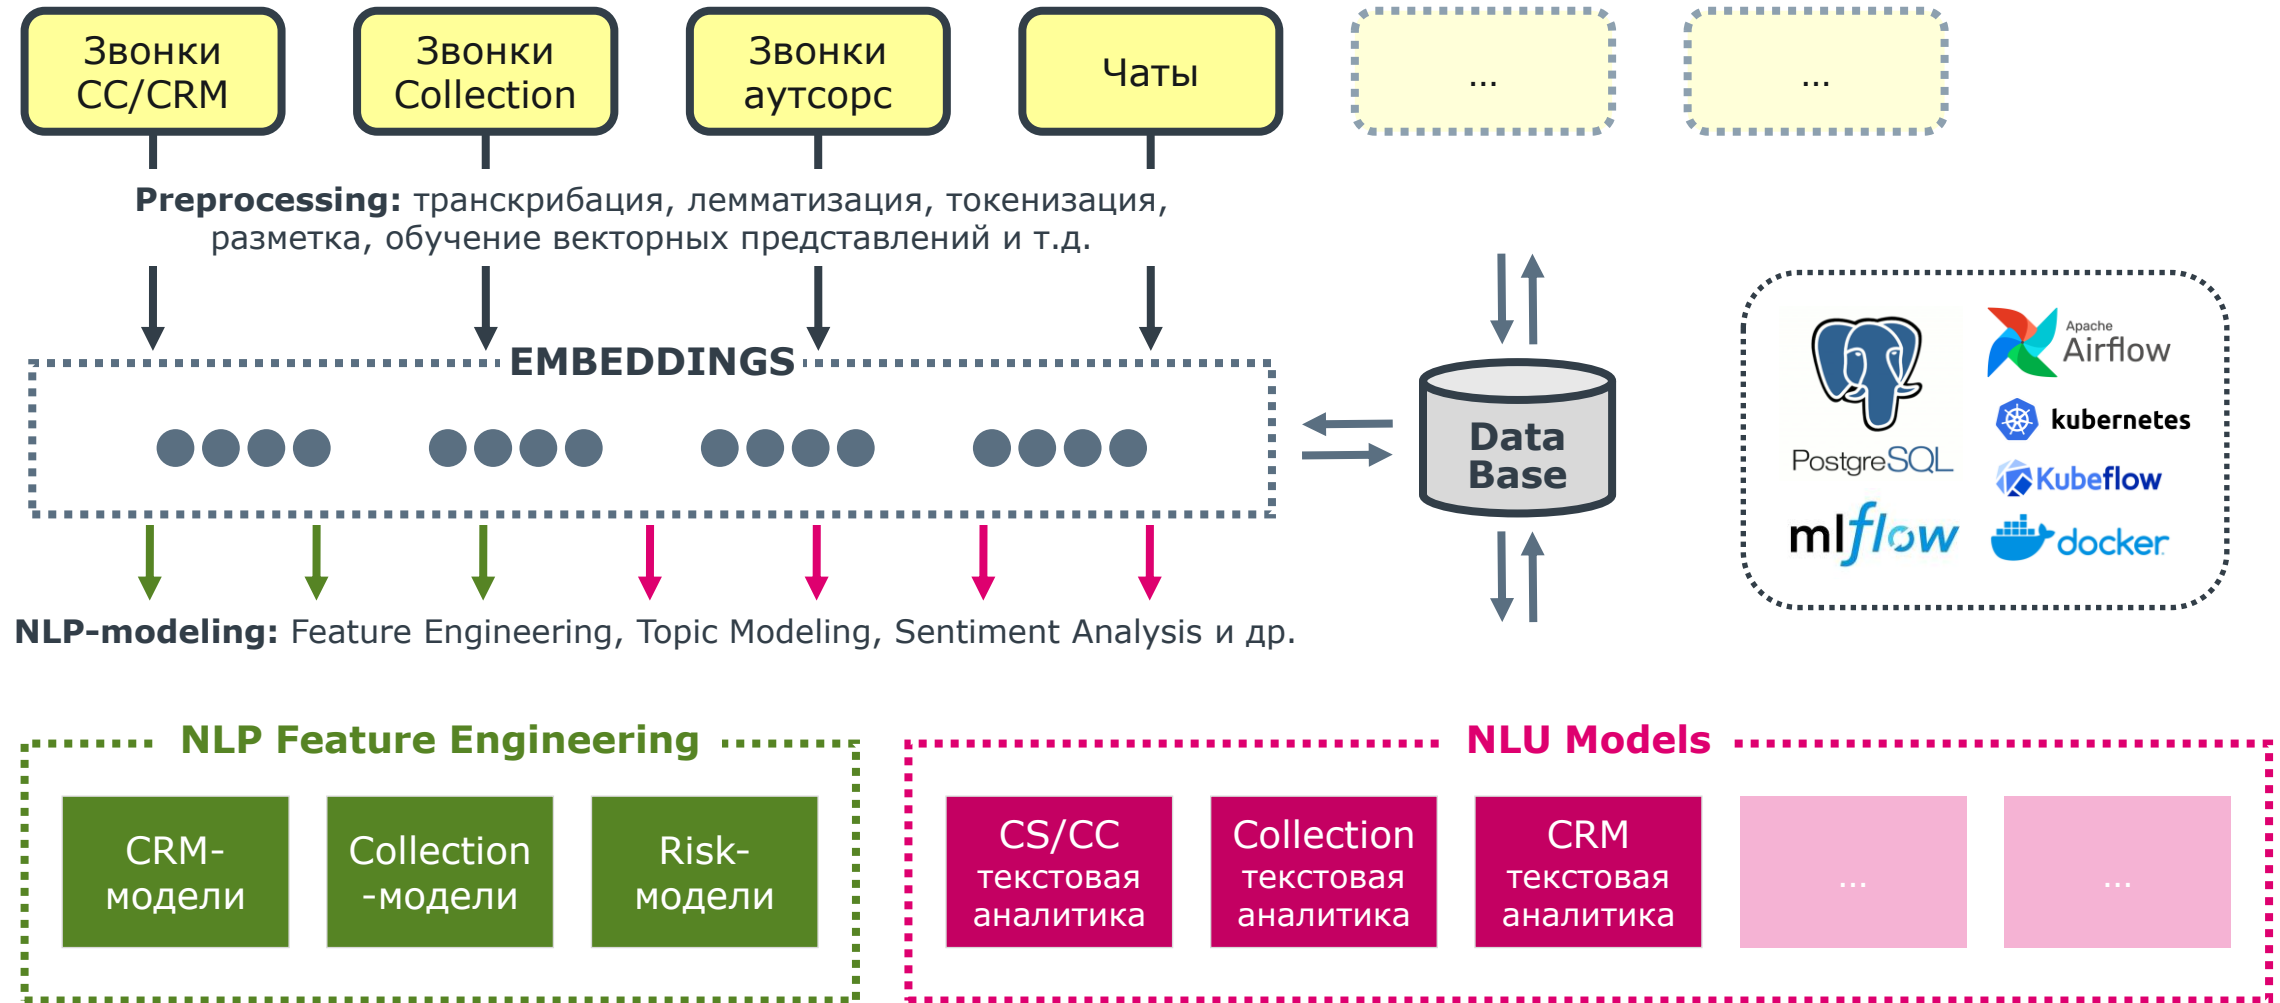 Звонки
CC/CRM
Звонки
Collection
Звонки
аутсорс
Чаты
...
...
Preprocessing: транскрибация, лемматизация, токенизация,
разметка, обучение векторных представлений и т.д.
EMBEDDINGS
Data
Base
PostgreSQL
mlflow
Apache
Airflow
kubernetes
Kubeflow
docker
NLP-modeling: Feature Engineering, Topic Modeling, Sentiment Analysis и др.
NLP Feature Engineering
CRM-
модели
Collection
-модели
Risk-
модели
NLU Models
CS/CC
текстовая
аналитика
Collection
текстовая
аналитика
CRM
текстовая
аналитика
...
...